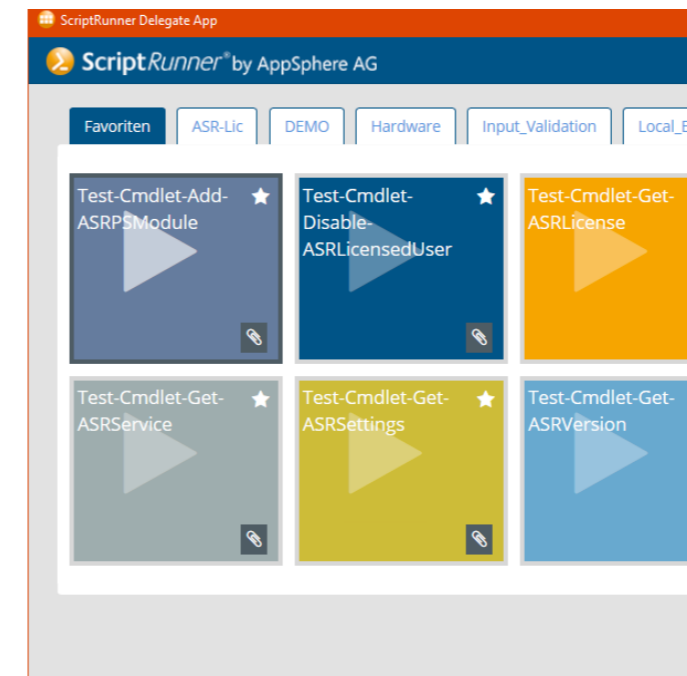 ScriptRunner Delegate App
ScriptRunner® by AppSphere AG
Favoriten ASR-Lic DEMO Hardware Input_Validation Local_
Test-Cmdlet-Add-
ASRPSModule
Test-Cmdlet-
Disable-
ASRLicensedUser
Test-Cmdlet-Get-
ASRLicense
Test-Cmdlet-Get-
ASRService
Test-Cmdlet-Get-
ASRSettings
Test-Cmdlet-Get-
ASRVersion